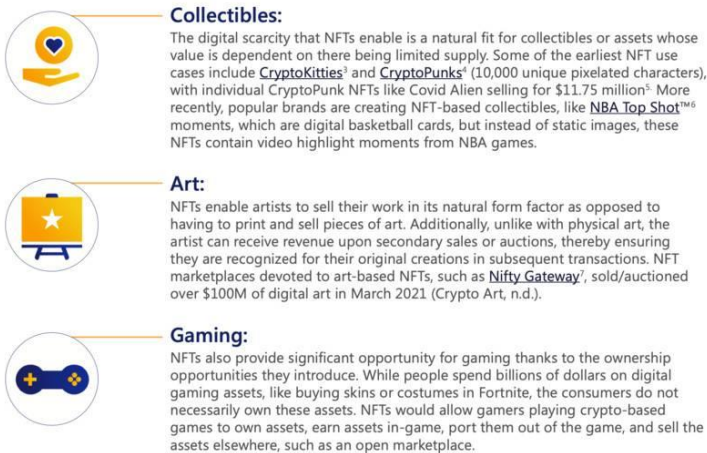 Collectibles:
The digital scarcity that NFTs enable is a natural fit for collectibles or assets whose
value is dependent on there being limited supply. Some of the earliest NFT use
cases include CryptoKitties³ and CryptoPunks⁴ (10,000 unique pixelated characters),
with individual CryptoPunk NFTs like Covid Alien selling for $11.75 million⁵. More
recently, popular brands are creating NFT-based collectibles, like NBA Top Shot™⁶
moments, which are digital basketball cards, but instead of static images, these
NFTs contain video highlight moments from NBA games.
Art:
NFTs enable artists to sell their work in its natural form factor as opposed to
having to print and sell pieces of art. Additionally, unlike with physical art, the
artist can receive revenue upon secondary sales or auctions, thereby ensuring
they are recognized for their original creations in subsequent transactions. NFT
marketplaces devoted to art-based NFTs, such as Nifty Gateway⁷, sold/auctioned
over $100M of digital art in March 2021 (Crypto Art, n.d.).
Gaming:
NFTs also provide significant opportunity for gaming thanks to the ownership
opportunities they introduce. While people spend billions of dollars on digital
gaming assets, like buying skins or costumes in Fortnite, the consumers do not
necessarily own these assets. NFTs would allow gamers playing crypto-based
games to own assets, earn assets in-game, port them out of the game, and sell the
assets elsewhere, such as an open marketplace.